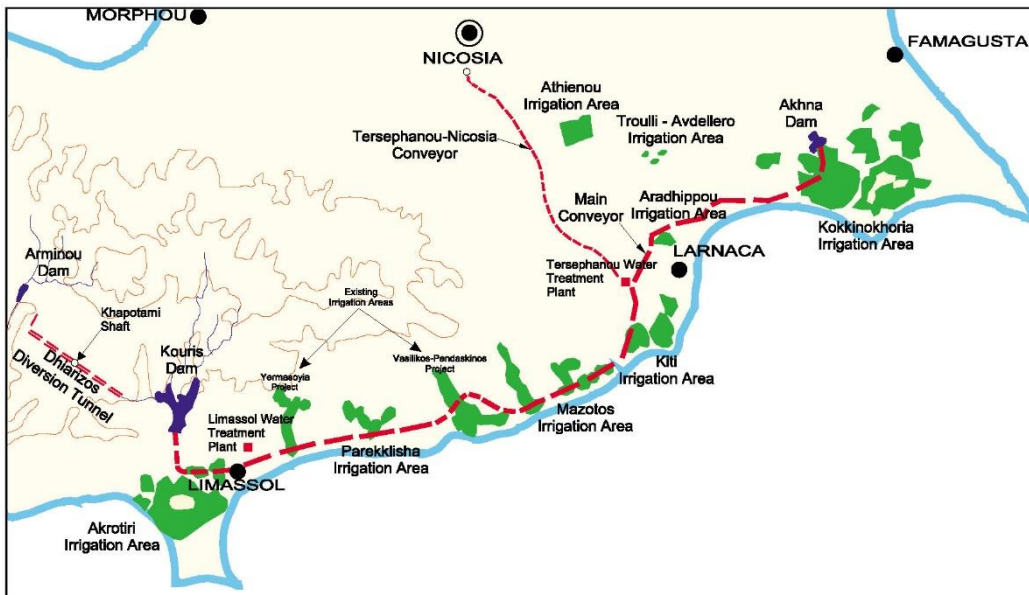 MORPHOU
NICOSIA
FAMAGUSTA
Athienou
Irrigation Area
Troulli - Avdellero
Irrigation Area
Akhna
Dam
Tersephanou-Nicosia
Conveyor
Main
Conveyor
Aradhippou
Irrigation Area
Kokkinokhoria
Irrigation Area
LARNACA
Tersephanou Water
Treatment
Plant
Arminou
Dam
Khapotami
Shaft
Dhiarizos
Diversion Tunnel
Kouris
Dam
Existing
Irrigation Areas
Yermasoyia
Project
Vasilikos-Pendaskinos
Project
Kiti
Irrigation Area
Mazotos
Irrigation Area
Limassol Water
Treatment
Plant
Parekklisha
Irrigation Area
LIMASSOL
Akrotiri
Irrigation Area